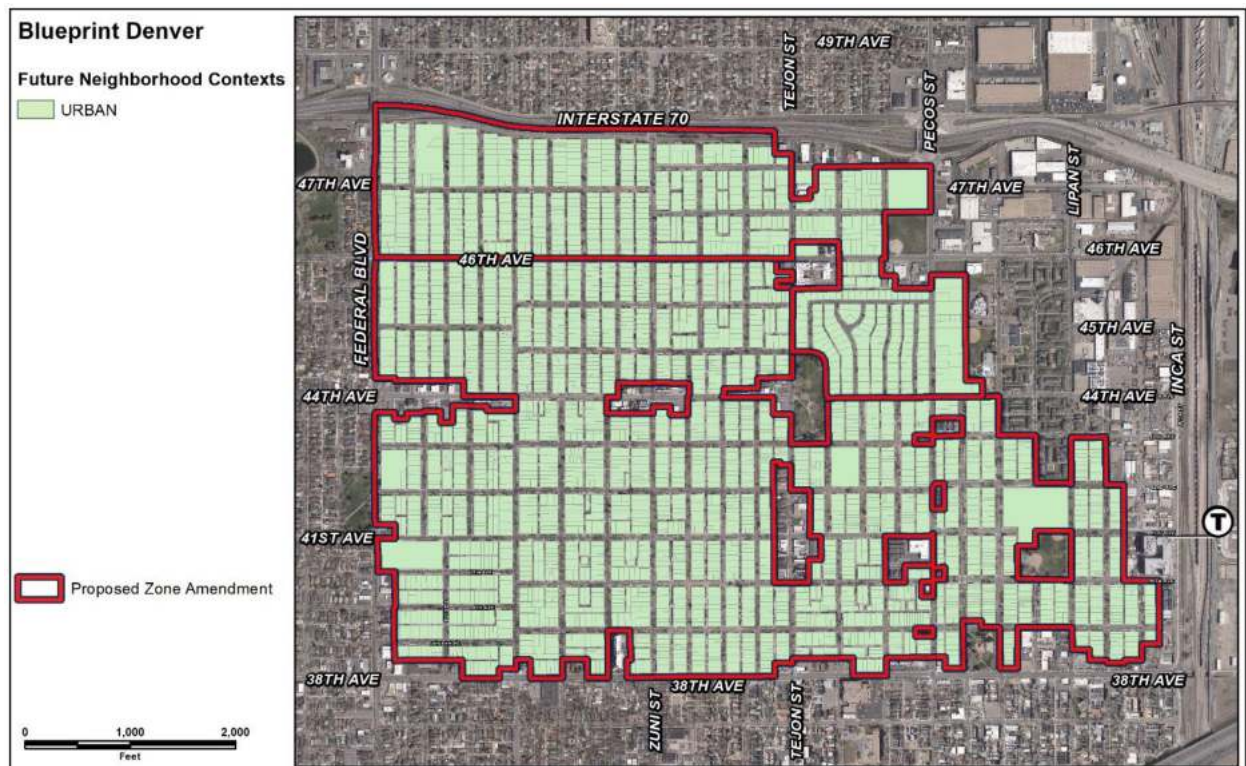 Blueprint Denver
Future Neighborhood Contexts
URBAN
Proposed Zone Amendment
0 1,000 2,000
Feet
TEJON ST
49TH AVE
PECOS ST
INTERSTATE 70
LIPAN ST
47TH AVE
47TH AVE
46TH AVE
46TH AVE
FEDERAL BLVD
45TH AVE
INCA ST
44TH AVE
44TH AVE
41ST AVE
T
38TH AVE
38TH AVE
38TH AVE
ZUNI ST
TEJON ST